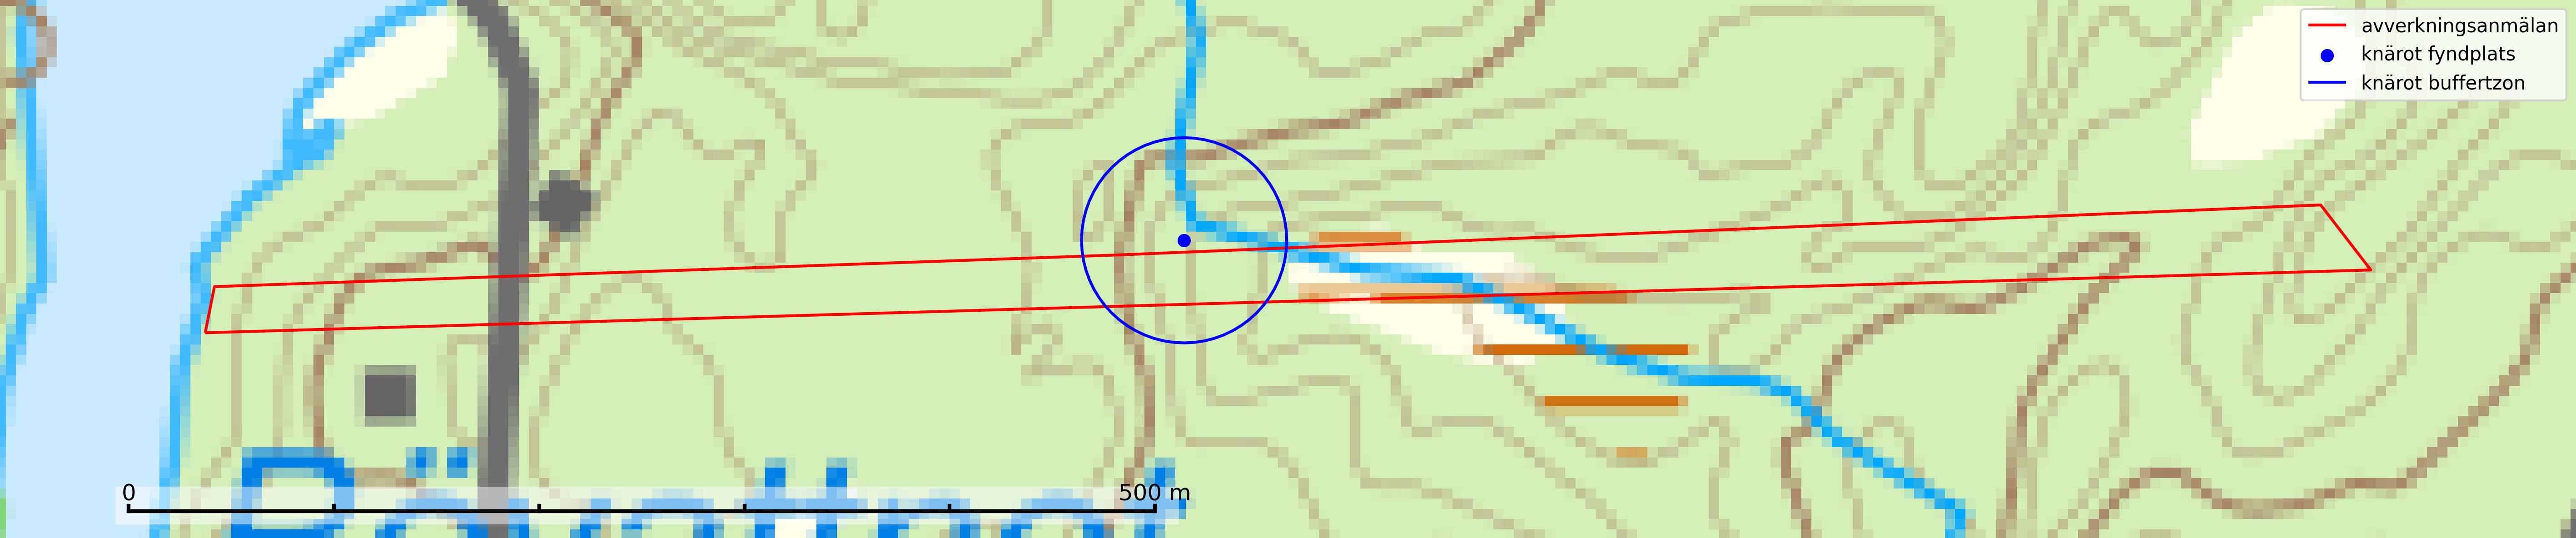 avverkningsanmälan
knärot fyndplats
knärot buffertzon
0 500 m